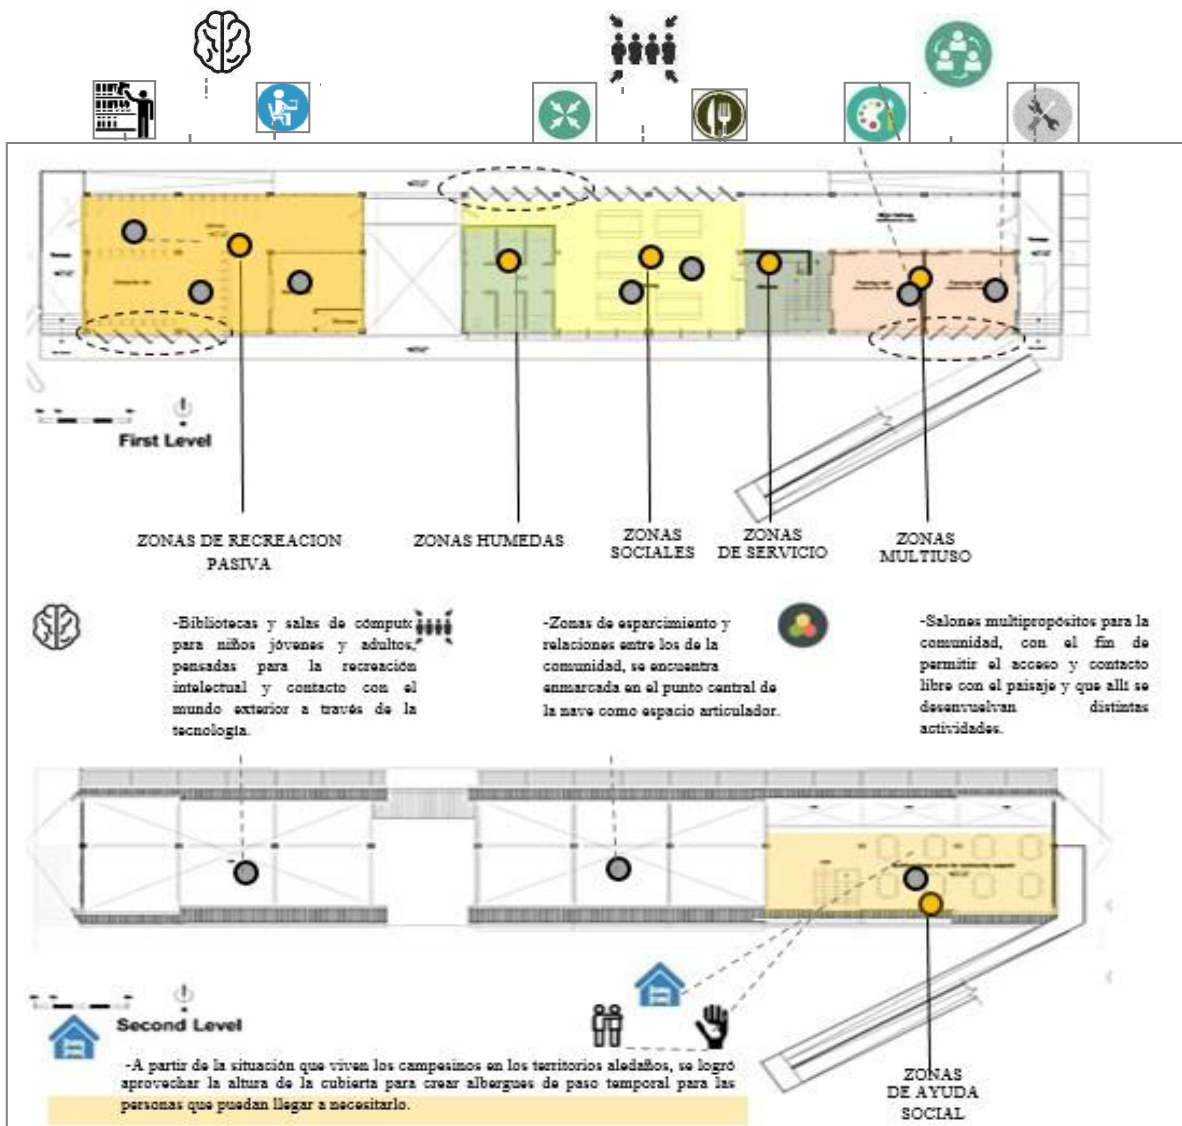 First Level
ZONAS DE RECREACION
PASIVA
ZONAS HUMEDAS
ZONAS
SOCIALES
ZONAS
DE SERVICIO
ZONAS
MULTIUSO
-Bibliotecas y salas de cómputo
para niños jóvenes y adultos,
pensadas para la recreación
intelectual y contacto con el
mundo exterior a través de la
tecnología.
-Zonas de esparcimiento y
relaciones entre los de la
comunidad, se encuentra
enmarcada en el punto central de
la nave como espacio articulador.
-Salones multipropósitos para la
comunidad, con el fin de
permitir el acceso y contacto
libre con el paisaje y que allí se
desenvuelvan distintas
actividades.
Second Level
-A partir de la situación que viven los campesinos en los territorios aledaños, se logró
aprovechar la altura de la cubierta para crear albergues de paso temporal para las
personas que puedan llegar a necesitarlo.
ZONAS
DE AYUDA
SOCIAL